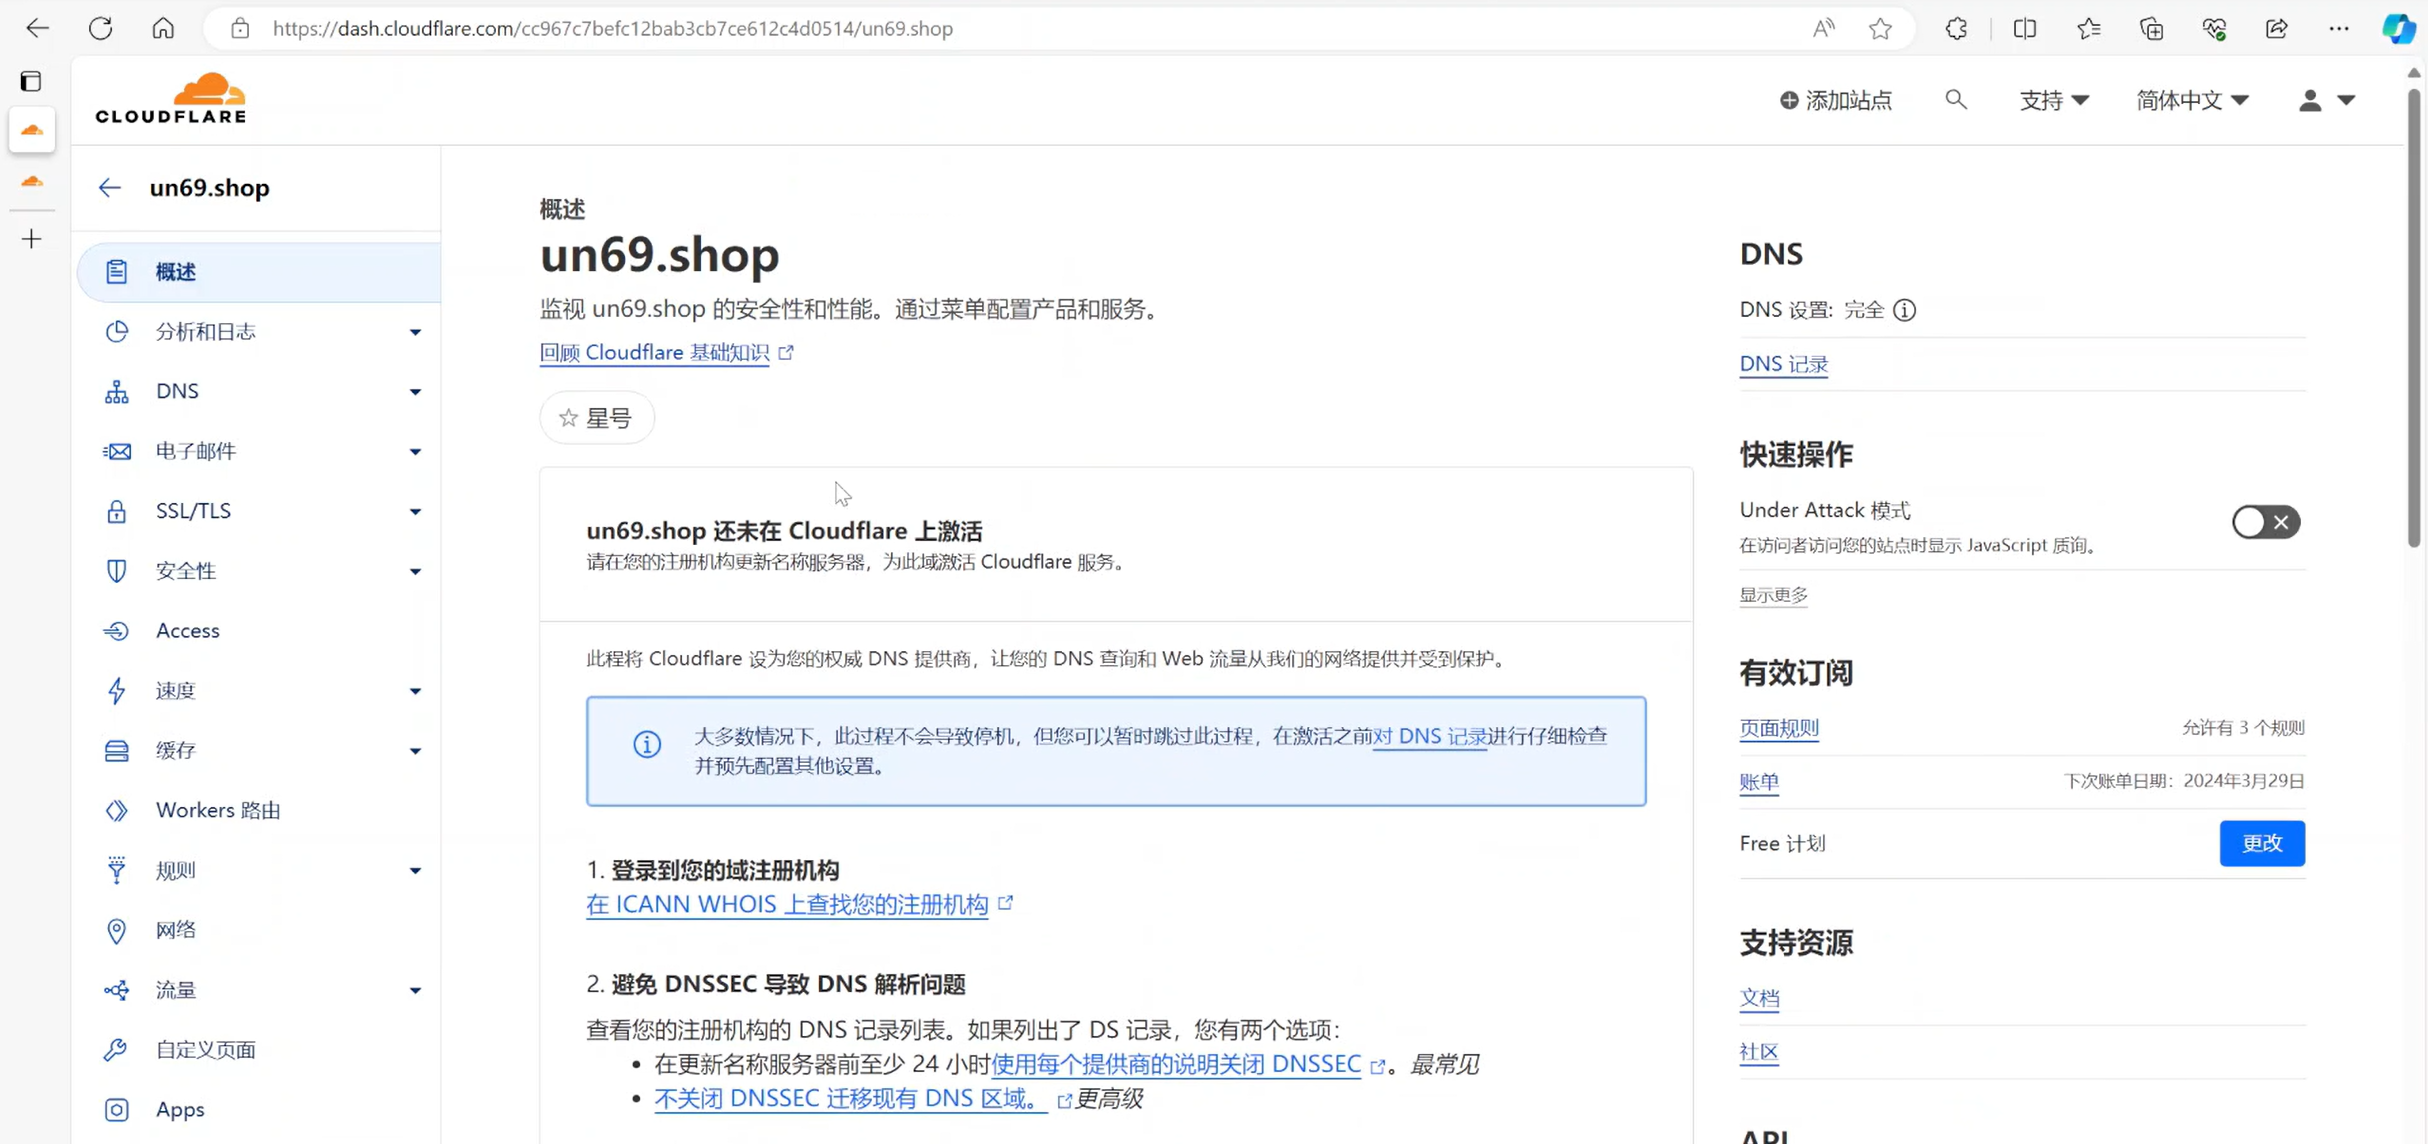 https://dash.cloudflare.com/cc967c7befc12bab3cb7ce612c4d0514/un69.shop
CLOUDFLARE
添加站点
支持
简体中文
un69.shop
概述
分析和日志
DNS
电子邮件
SSL/TLS
安全性
Access
速度
缓存
Workers 路由
规则
网络
流量
自定义页面
Apps
概述
un69.shop
监视 un69.shop 的安全性和性能。通过菜单配置产品和服务。
回顾 Cloudflare 基础知识
星号
un69.shop 还未在 Cloudflare 上激活
请在您的注册机构更新名称服务器，为此域激活 Cloudflare 服务。
此程将 Cloudflare 设为您的权威 DNS 提供商，让您的 DNS 查询和 Web 流量从我们的网络提供并受到保护。
大多数情况下，此过程不会导致停机，但您可以暂时跳过此过程，在激活之前对 DNS 记录进行仔细检查
并预先配置其他设置。
1. 登录到您的域注册机构
在 ICANN WHOIS 上查找您的注册机构
2. 避免 DNSSEC 导致 DNS 解析问题
查看您的注册机构的 DNS 记录列表。如果列出了 DS 记录，您有两个选项：
• 在更新名称服务器前至少 24 小时使用每个提供商的说明关闭 DNSSEC。最常见
• 不关闭 DNSSEC 迁移现有 DNS 区域。更高级
DNS
DNS 设置: 完全
DNS 记录
快速操作
Under Attack 模式
在访问者访问您的站点时显示 JavaScript 质询。
显示更多
有效订阅
页面规则 允许有 3 个规则
账单 下次账单日期：2024年3月29日
Free 计划 更改
支持资源
文档
社区
API